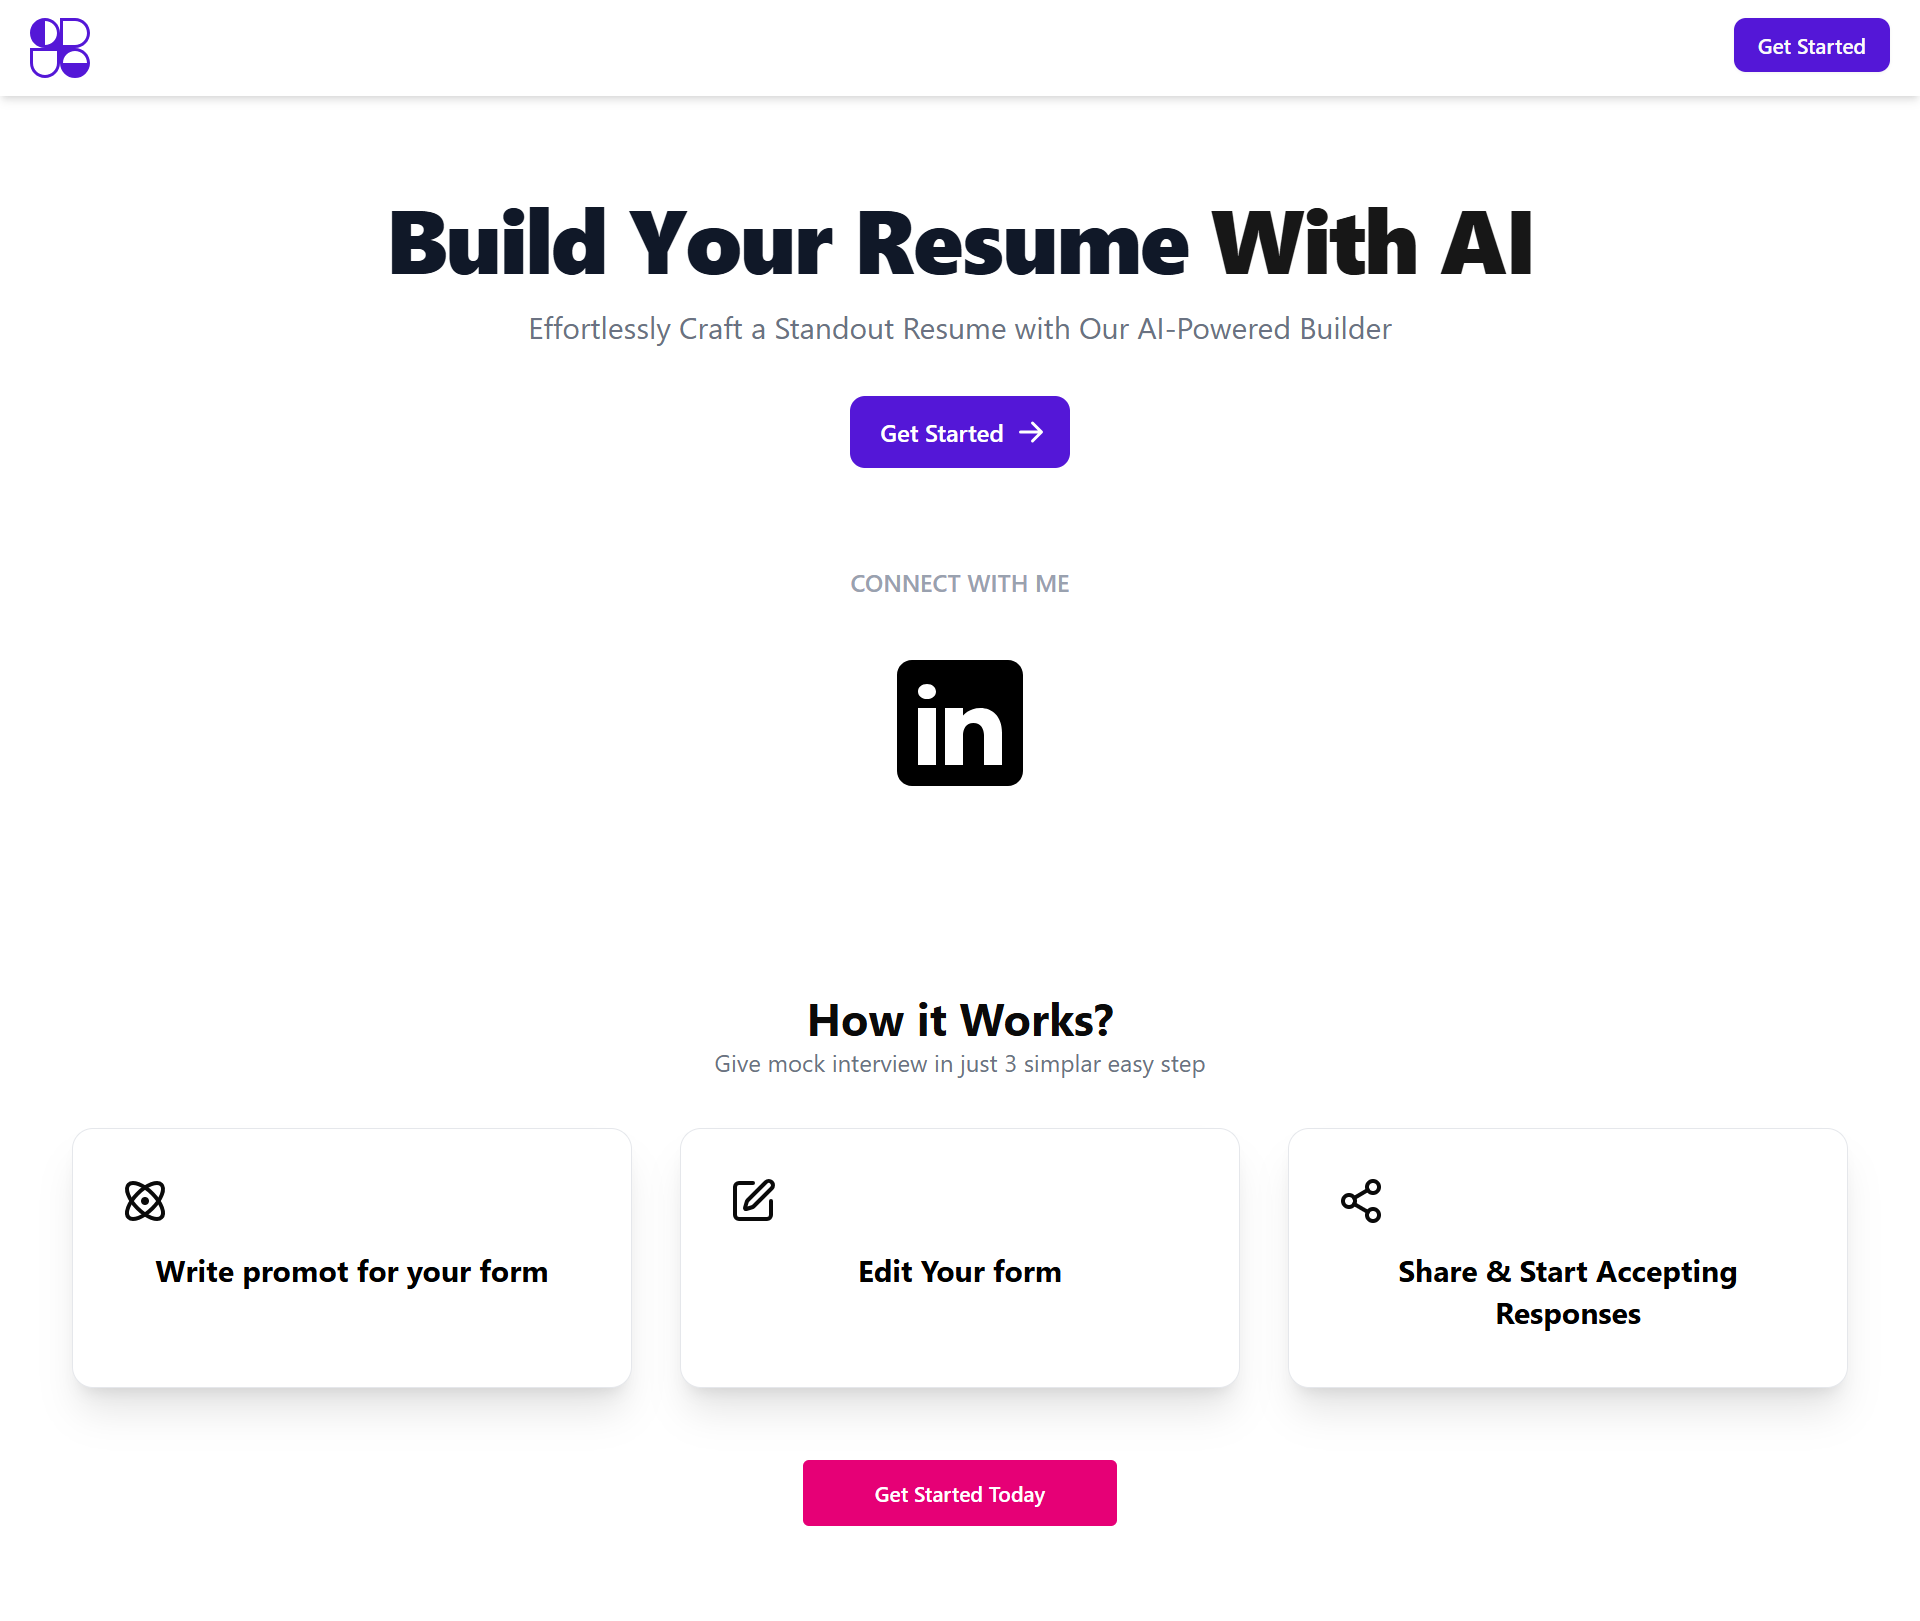 Get Started
Build Your Resume With AI
Effortlessly Craft a Standout Resume with Our AI-Powered Builder
Get Started
CONNECT WITH ME
in
How it Works?
Give mock interview in just 3 simplar easy step
Write promot for your form
Edit Your form
Share & Start Accepting
Responses
Get Started Today